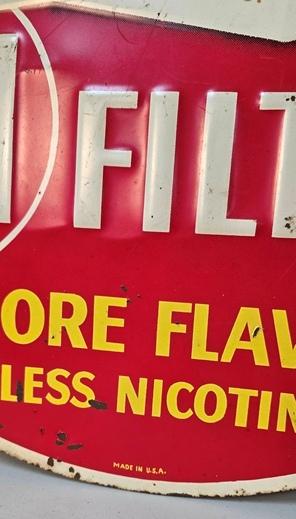 FILT
ORE FLAV
LESS NICOTIN
MADE IN U.S.A.